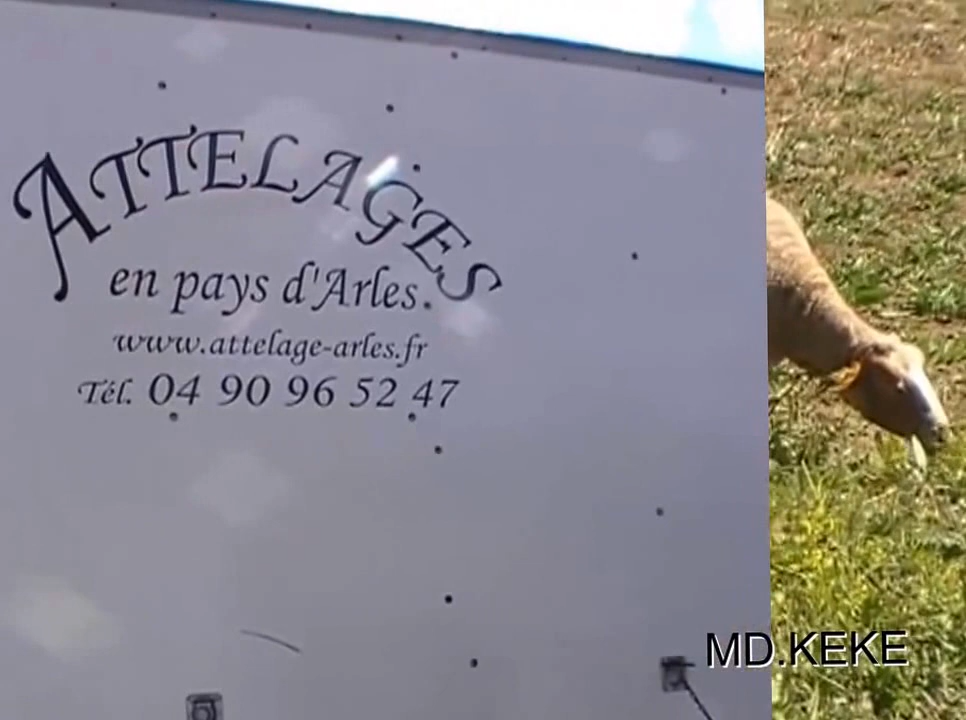 ATTELAGES
en pays d'Arles.
www.attelage-arles.fr
Tél. 04 90 96 52 47
MD.KEKE